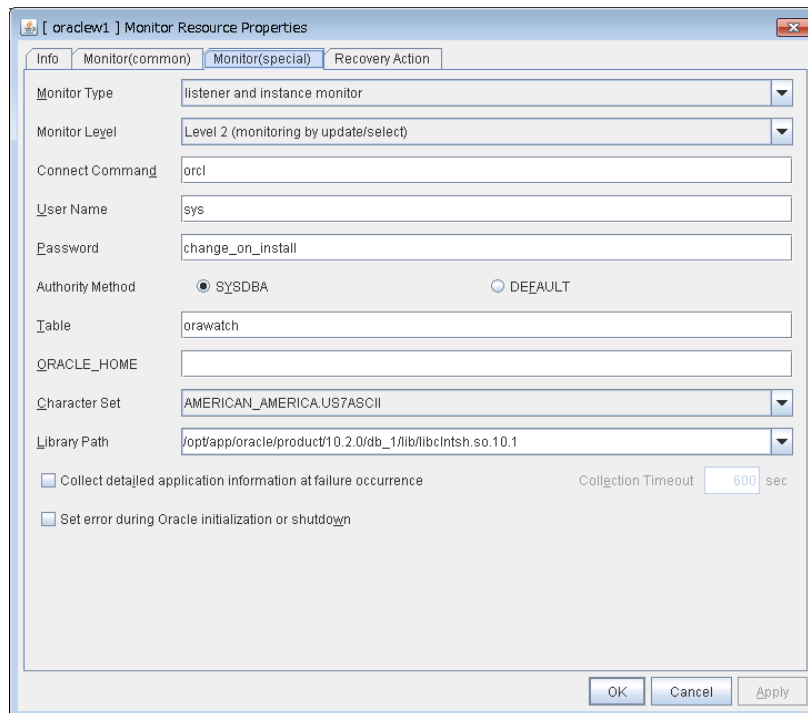 [ oraclew1 ] Monitor Resource Properties
Info Monitor(common) Monitor(special) Recovery Action
Monitor Type listener and instance monitor
Monitor Level Level 2 (monitoring by update/select)
Connect Command orcl
User Name sys
Password change_on_install
Authority Method SYSDBA DEFAULT
Table orawatch
ORACLE_HOME
Character Set AMERICAN_AMERICA.US7ASCII
Library Path /opt/app/oracle/product/10.2.0/db_1/lib/libclntsh.so.10.1
Collect detailed application information at failure occurrence Collection Timeout 600 sec
Set error during Oracle initialization or shutdown
OK Cancel Apply